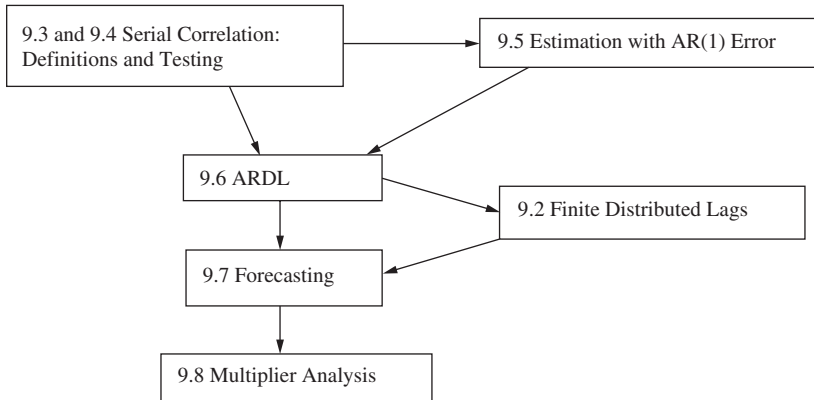 9.3 and 9.4 Serial Correlation:
Definitions and Testing
9.5 Estimation with AR(1) Error
9.6 ARDL
9.2 Finite Distributed Lags
9.7 Forecasting
9.8 Multiplier Analysis